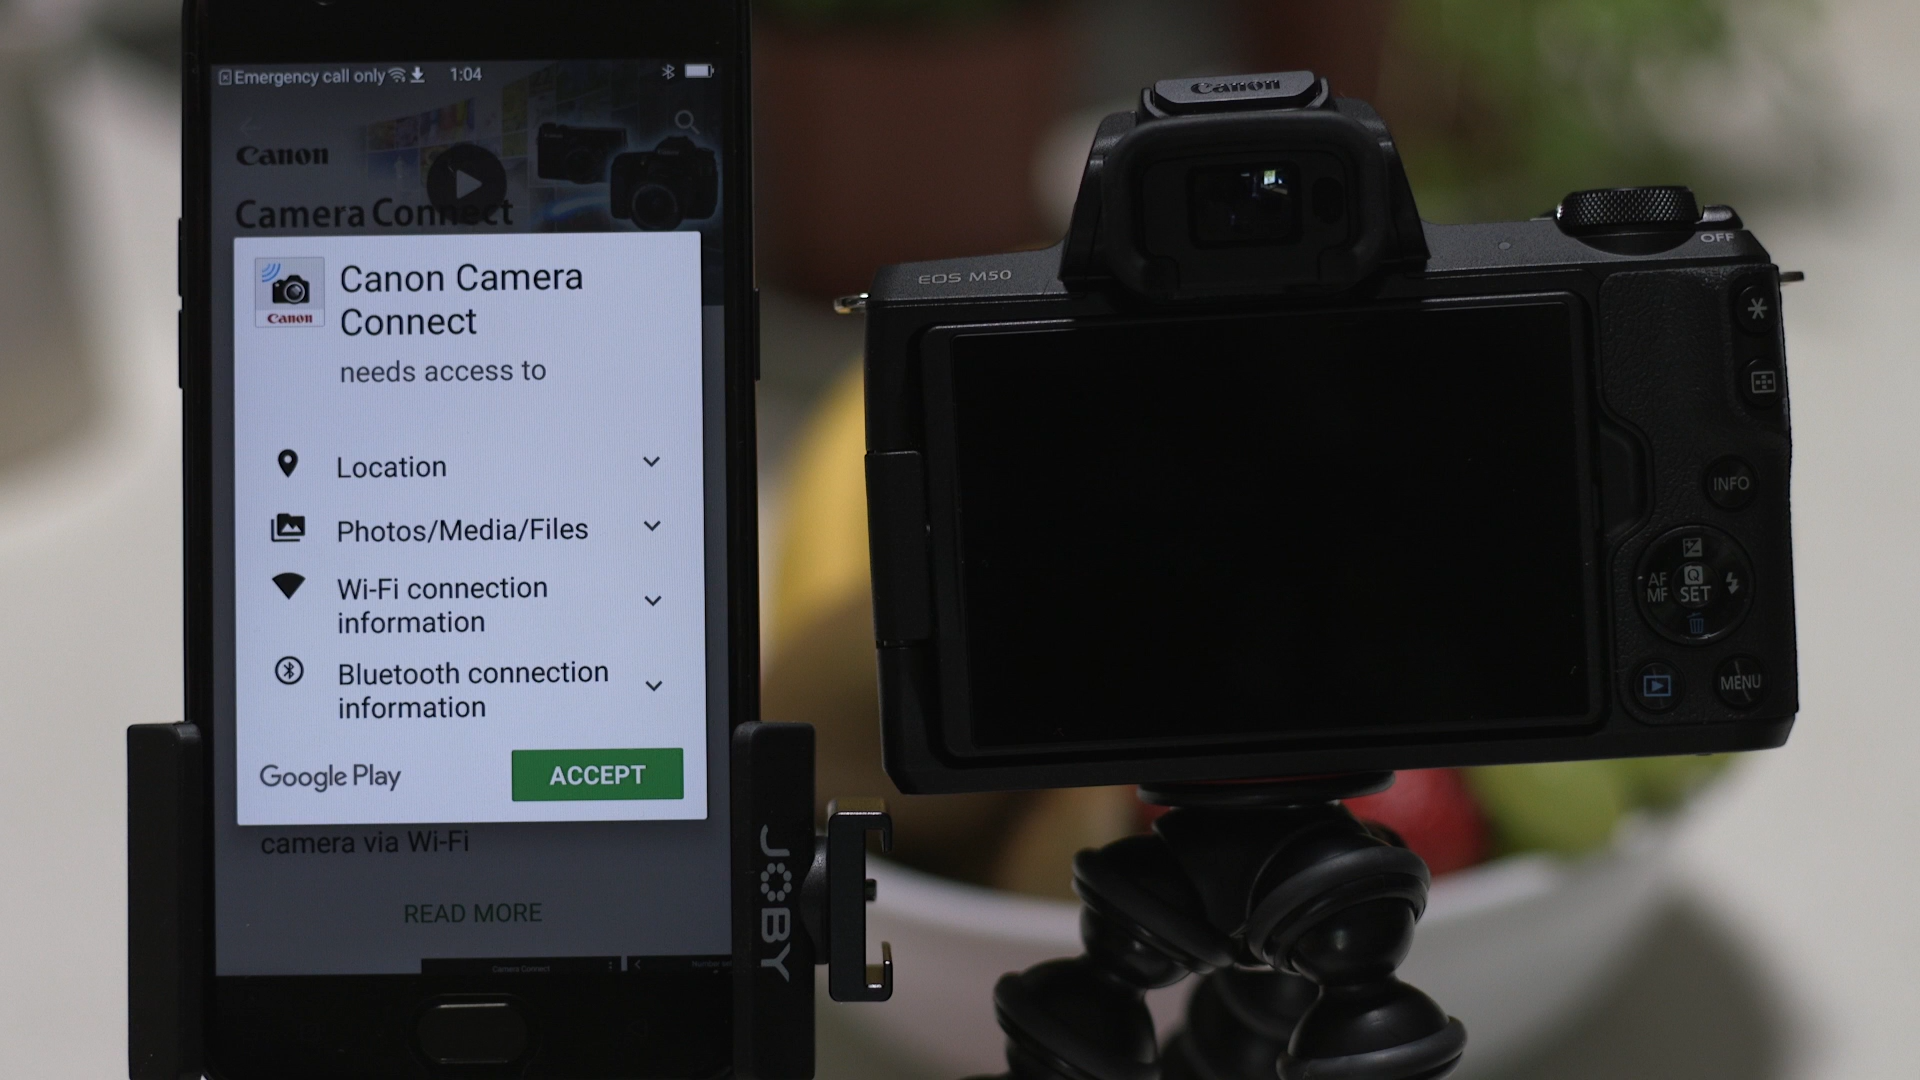 Emergency call only 1:04
Canon
Camera Connect
Canon
Canon Camera
Connect
needs access to
Location
Photos/Media/Files
Wi-Fi connection
information
Bluetooth connection
information
Google Play
ACCEPT
camera via Wi-Fi
READ MORE
Camera Connect
JOBY
Canon
EOS M50
OFF
INFO
AF
MF
Q
SET
MENU